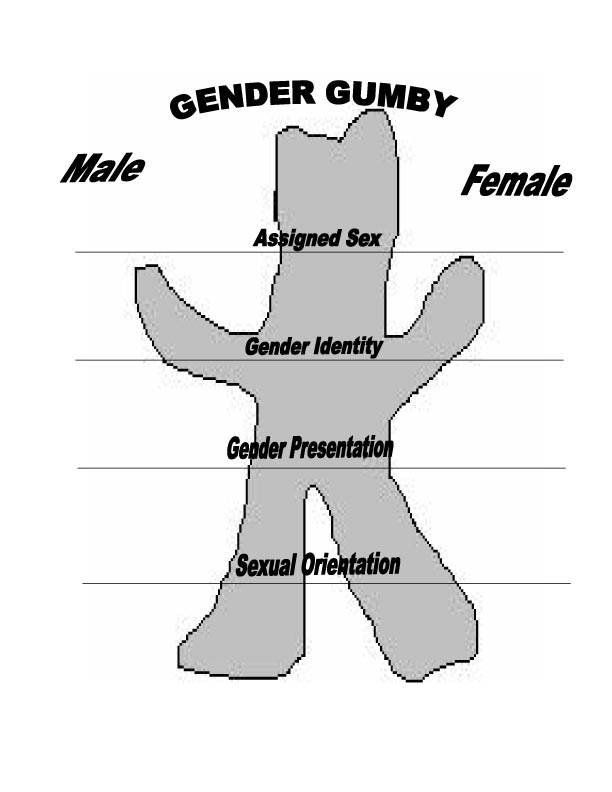 GENDER GUMBY
Male
Female
Assigned Sex
Gender Identity
Gender Presentation
Sexual Orientation